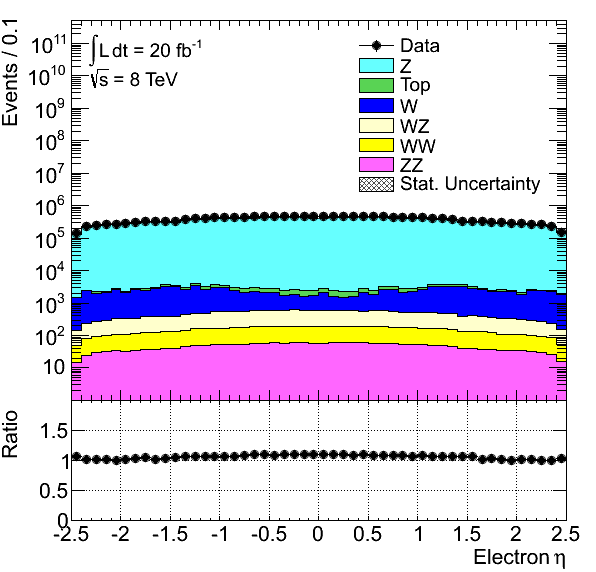 Events / 0.1
10¹¹
10¹⁰
10⁹
10⁸
10⁷
10⁶
10⁵
10⁴
10³
10²
10
∫L dt = 20 fb⁻¹
√s = 8 TeV
Data
Z
Top
W
WZ
WW
ZZ
Stat. Uncertainty
Ratio
1.5
1
0.5
0
-2.5 -2 -1.5 -1 -0.5 0 0.5 1 1.5 2 2.5
Electron η